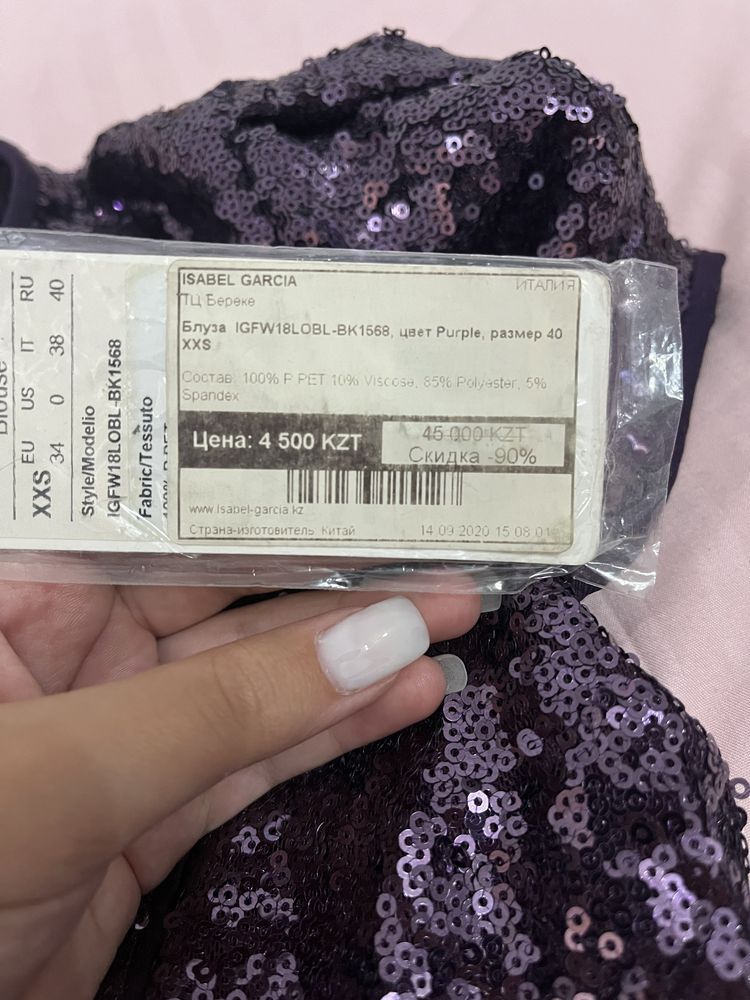 ISABEL GARCIA ИТАЛИЯ
ТЦ Береке
Блуза IGFW18LOBL-BK1568, цвет Purple, размер 40
XXS
Состав: 100% P.PET 10% Viscose, 85% Polyester, 5%
Spandex
Цена: 4 500 KZT
45 000 KZT
Скидка -90%
www.isabel-garcia.kz
Страна-изготовитель: Китай 14.09.2020 15:08:01
Blouse
EU US IT RU
XXS 34 0 38 40
Style/Modelio
IGFW18LOBL-BK1568
Fabric/Tessuto